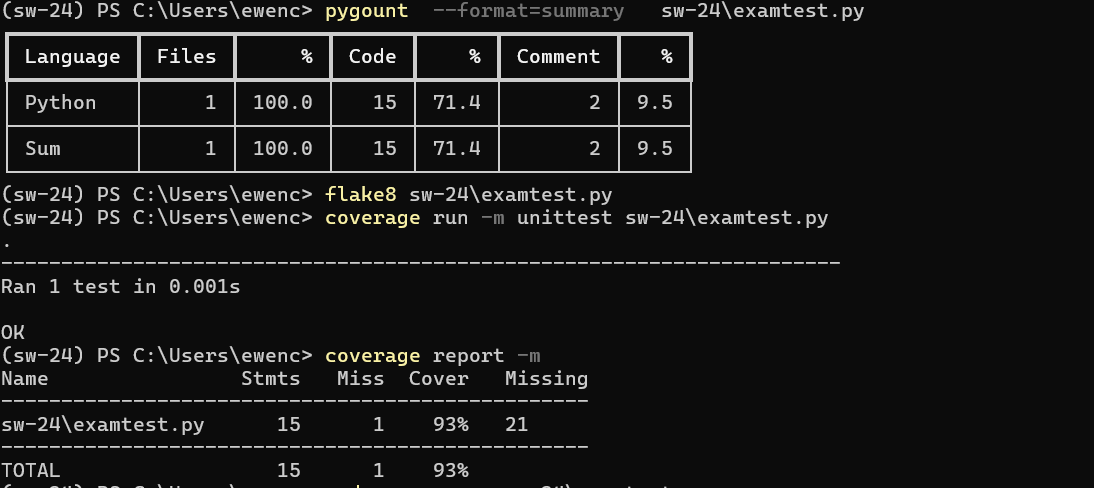 (sw-24) PS C:\Users\ewenc> pygount  --format=summary   sw-24\examtest.py
Language Files % Code % Comment %
Python 1 100.0 15 71.4 2 9.5
Sum 1 100.0 15 71.4 2 9.5
(sw-24) PS C:\Users\ewenc> flake8 sw-24\examtest.py
(sw-24) PS C:\Users\ewenc> coverage run -m unittest sw-24\examtest.py
.
----------------------------------------------------------------------
Ran 1 test in 0.001s
OK
(sw-24) PS C:\Users\ewenc> coverage report -m
Name                Stmts   Miss  Cover   Missing
-------------------------------------------------
sw-24\examtest.py      15      1    93%   21
-------------------------------------------------
TOTAL                  15      1    93%